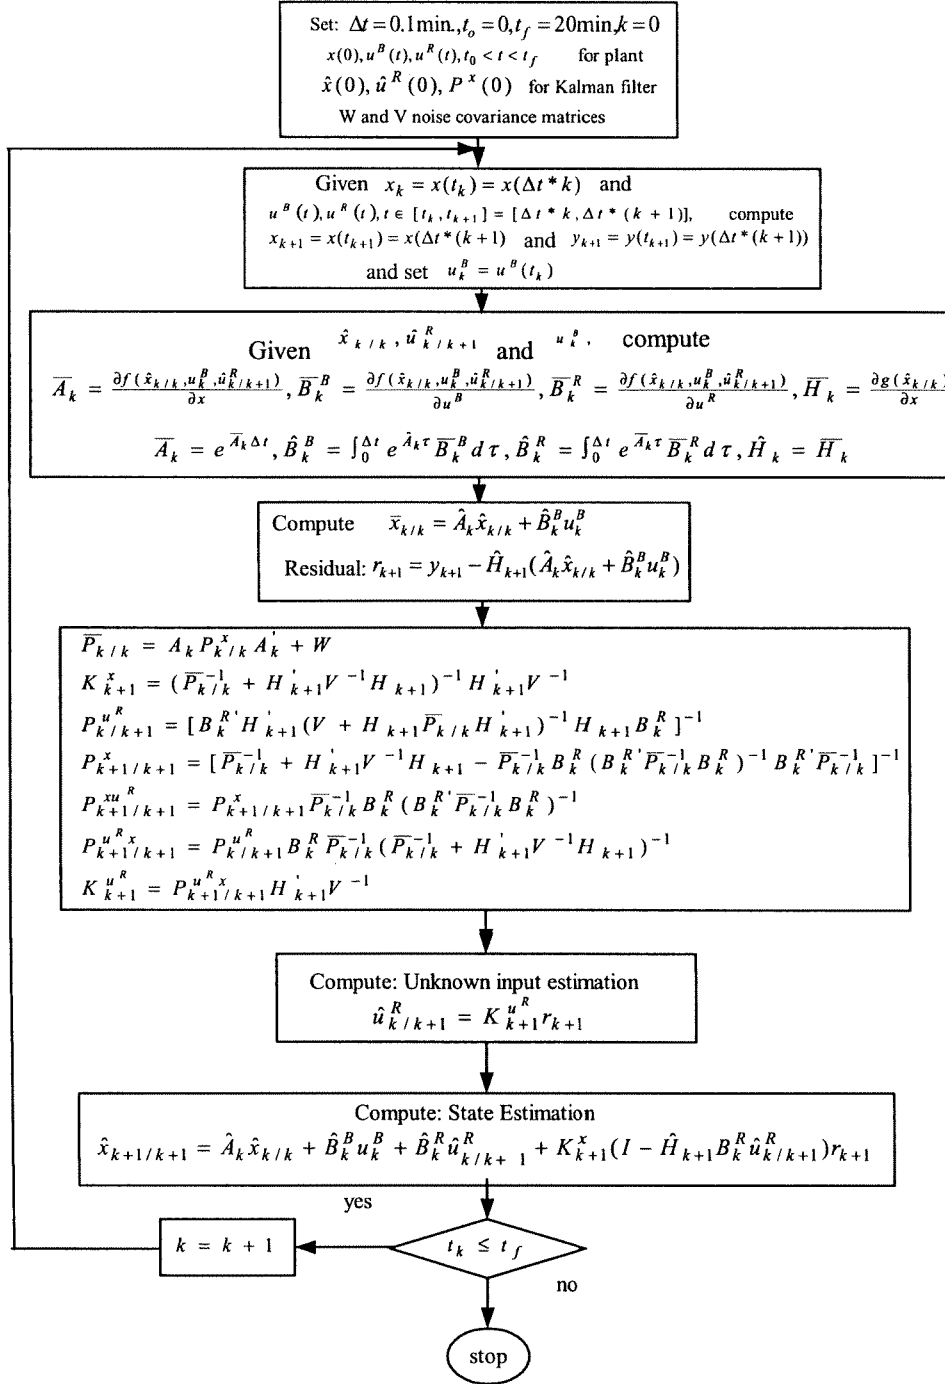 Set: Δt = 0.1min., t_o = 0, t_f = 20min, k = 0
x(0), u^B(t), u^R(t), t_0 < t < t_f for plant
x̂(0), û^R(0), P^x(0) for Kalman filter
W and V noise covariance matrices
Given x_k = x(t_k) = x(Δt * k) and
u^B(t), u^R(t), t ∈ [t_k, t_{k+1}] = [Δt * k, Δt * (k + 1)], compute
x_{k+1} = x(t_{k+1}) = x(Δt*(k+1) and y_{k+1} = y(t_{k+1}) = y(Δt*(k+1))
and set u_k^B = u^B(t_k)
Given x̂_{k/k}, û^R_{k/k+1} and u_k^B, compute
A̅_k = ∂f(x̂_{k/k}, u_k^B, û^R_{k/k+1})/∂x, B̅_k^B = ∂f(x̂_{k/k}, u_k^B, û^R_{k/k+1})/∂u^B, B̅_k^R = ∂f(x̂_{k/k}, u_k^B, û^R_{k/k+1})/∂u^R, H̅_k = ∂g(x̂_{k/k})/∂x
A̅_k = e^{A̅_k Δt}, B̂_k^B = ∫_0^{Δt} e^{Â_k τ} B̅_k^B d τ, B̂_k^R = ∫_0^{Δt} e^{A̅_k τ} B̅_k^R d τ, Ĥ_k = H̅_k
Compute x̅_{k/k} = Â_k x̂_{k/k} + B̂_k^B u_k^B
Residual: r_{k+1} = y_{k+1} − Ĥ_{k+1}(Â_k x̂_{k/k} + B̂_k^B u_k^B)
P̅_{k/k} = A_k P^x_{k/k} A_k' + W
K^x_{k+1} = (P̅^{-1}_{k/k} + H'_{k+1} V^{-1} H_{k+1})^{-1} H'_{k+1} V^{-1}
P^{u^R}_{k/k+1} = [B_k^{R'} H'_{k+1} (V + H_{k+1} P̅_{k/k} H'_{k+1})^{-1} H_{k+1} B_k^R]^{-1}
P^x_{k+1/k+1} = [P̅^{-1}_{k/k} + H'_{k+1} V^{-1} H_{k+1} − P̅^{-1}_{k/k} B_k^R (B_k^{R'} P̅^{-1}_{k/k} B_k^R)^{-1} B_k^{R'} P̅^{-1}_{k/k}]^{-1}
P^{xu^R}_{k+1/k+1} = P^x_{k+1/k+1} P̅^{-1}_{k/k} B_k^R (B_k^{R'} P̅^{-1}_{k/k} B_k^R)^{-1}
P^{u^R x}_{k+1/k+1} = P^{u^R}_{k/k+1} B_k^R P̅^{-1}_{k/k} (P̅^{-1}_{k/k} + H'_{k+1} V^{-1} H_{k+1})^{-1}
K^{u^R}_{k+1} = P^{u^R x}_{k+1/k+1} H'_{k+1} V^{-1}
Compute: Unknown input estimation
û^R_{k/k+1} = K^{u^R}_{k+1} r_{k+1}
Compute: State Estimation
x̂_{k+1/k+1} = Â_k x̂_{k/k} + B̂_k^B u_k^B + B̂_k^R û^R_{k/k+1} + K^x_{k+1}(I − Ĥ_{k+1} B_k^R û^R_{k/k+1}) r_{k+1}
yes
k = k + 1
t_k ≤ t_f
no
stop